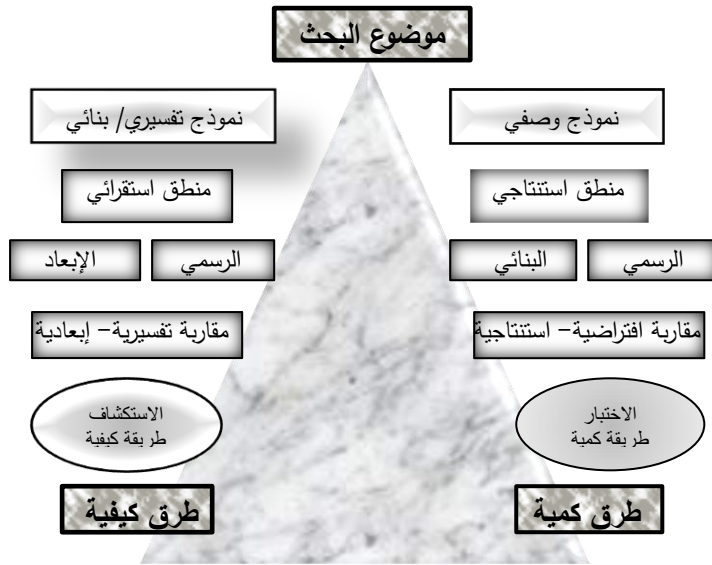 موضوع البحث
نموذج وصفي
نموذج تفسيري/ بنائي
منطق استنتاجي
منطق استقرائي
الرسمي
البنائي
الرسمي
الإبعاد
مقاربة افتراضية– استنتاجية
مقاربة تفسيرية– إبعادية
الاختبار
طريقة كمية
الاستكشاف
طريقة كيفية
طرق كمية
طرق كيفية